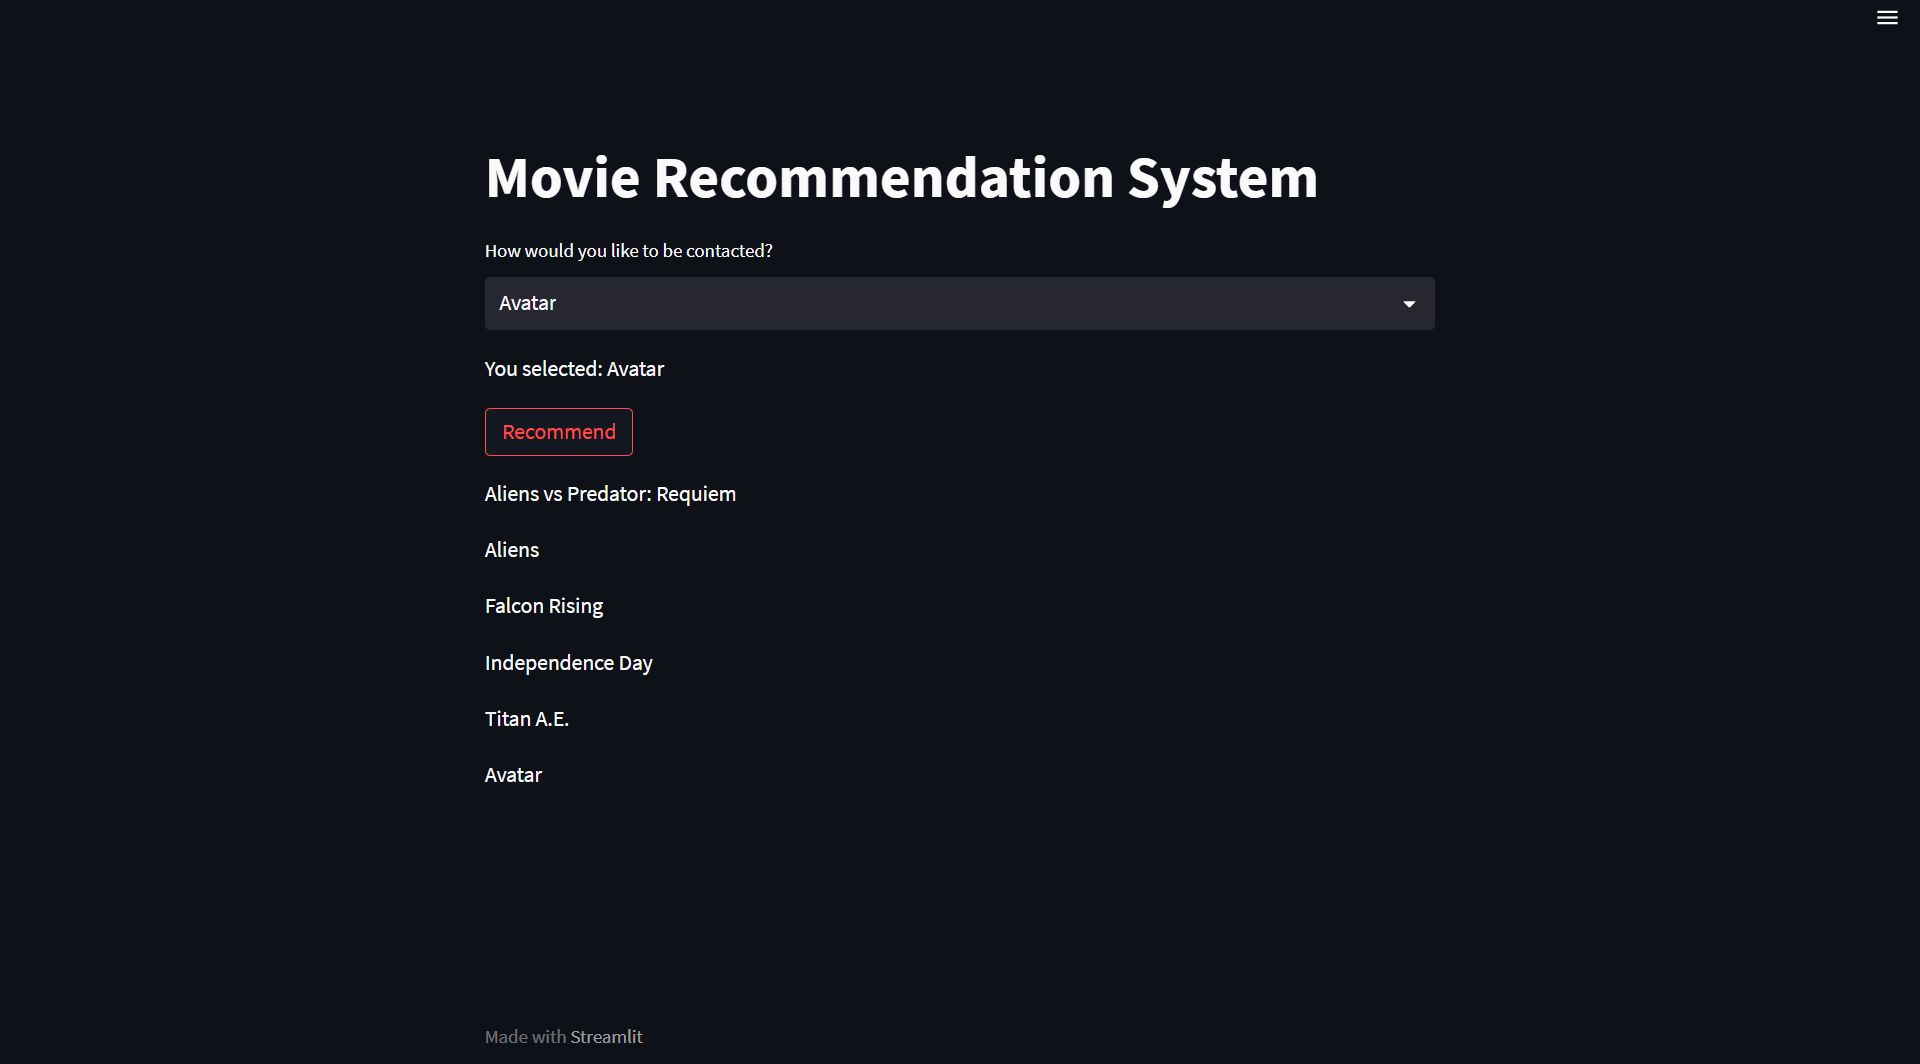 Movie Recommendation System
How would you like to be contacted?
Avatar
You selected: Avatar
Recommend
Aliens vs Predator: Requiem
Aliens
Falcon Rising
Independence Day
Titan A.E.
Avatar
Made with Streamlit